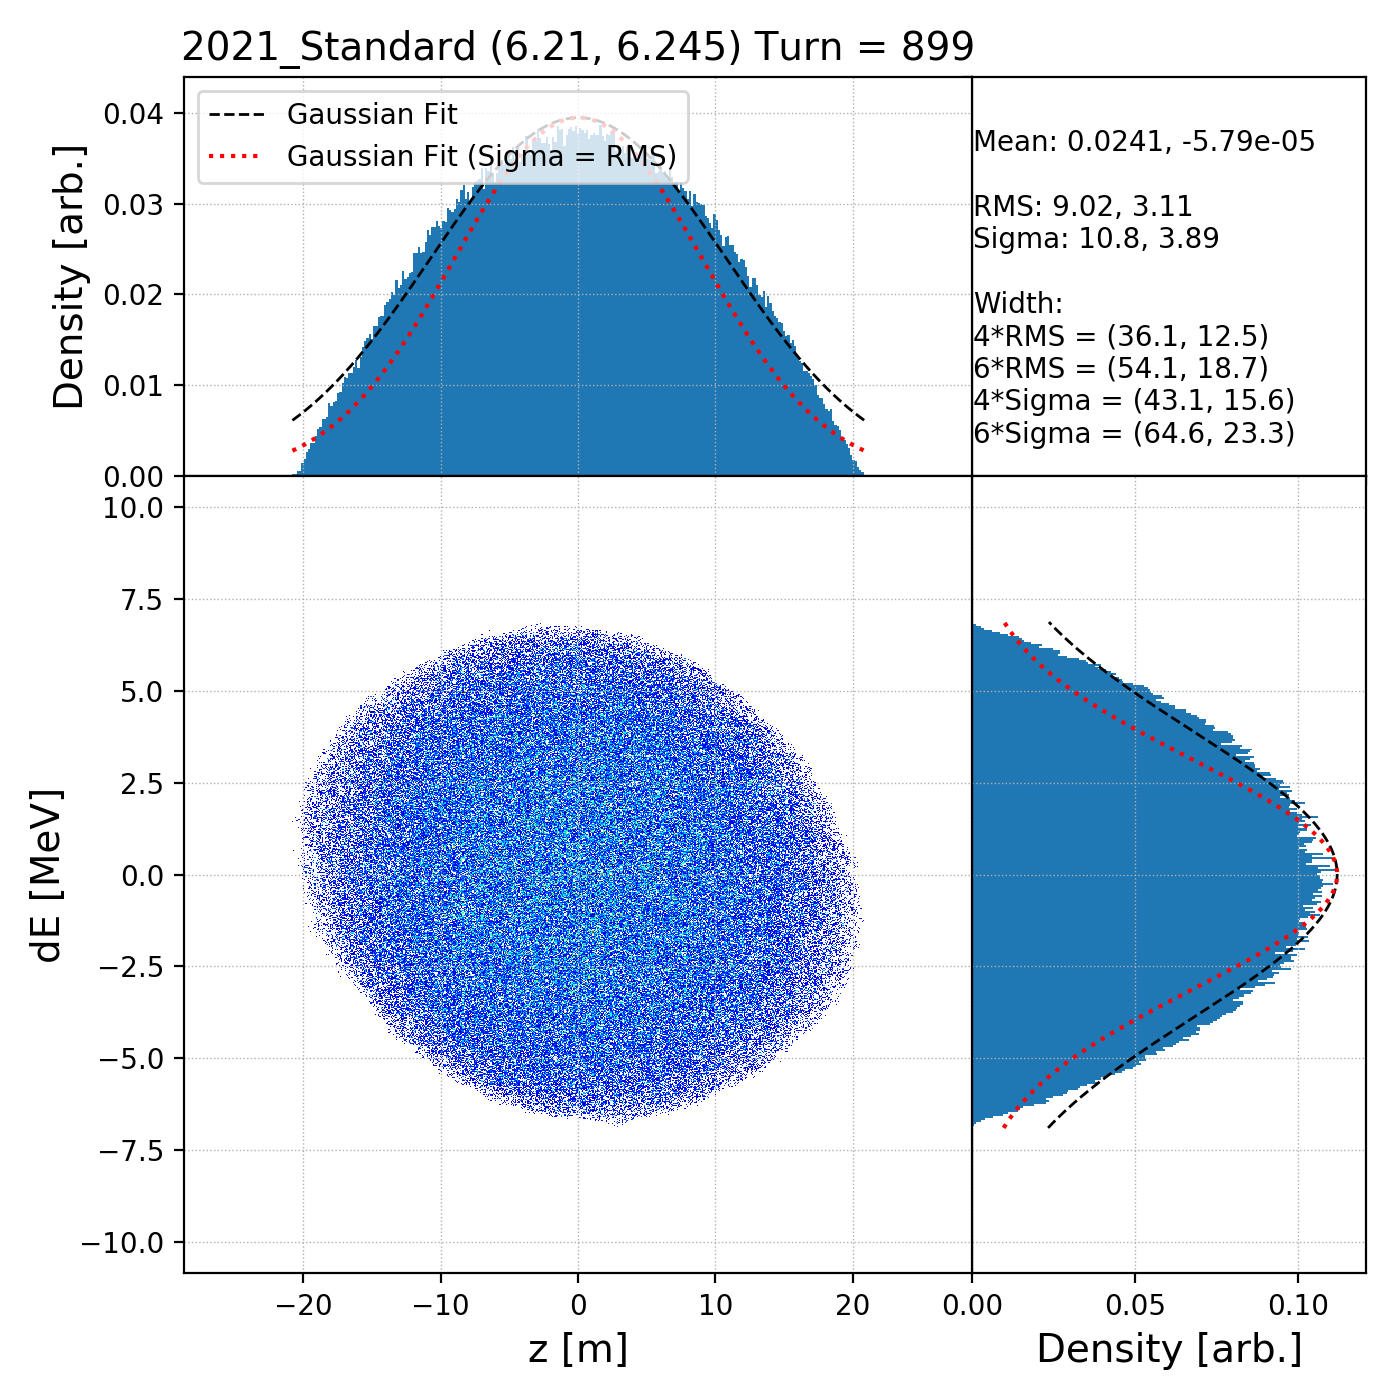 2021_Standard (6.21, 6.245) Turn = 899
Gaussian Fit
Gaussian Fit (Sigma = RMS)
Density [arb.]
0.04
0.03
0.02
0.01
0.00
Mean: 0.0241, -5.79e-05
RMS: 9.02, 3.11
Sigma: 10.8, 3.89
Width:
4*RMS = (36.1, 12.5)
6*RMS = (54.1, 18.7)
4*Sigma = (43.1, 15.6)
6*Sigma = (64.6, 23.3)
dE [MeV]
10.0
7.5
5.0
2.5
0.0
−2.5
−5.0
−7.5
−10.0
−20 −10 0 10 20
z [m]
0.00 0.05 0.10
Density [arb.]